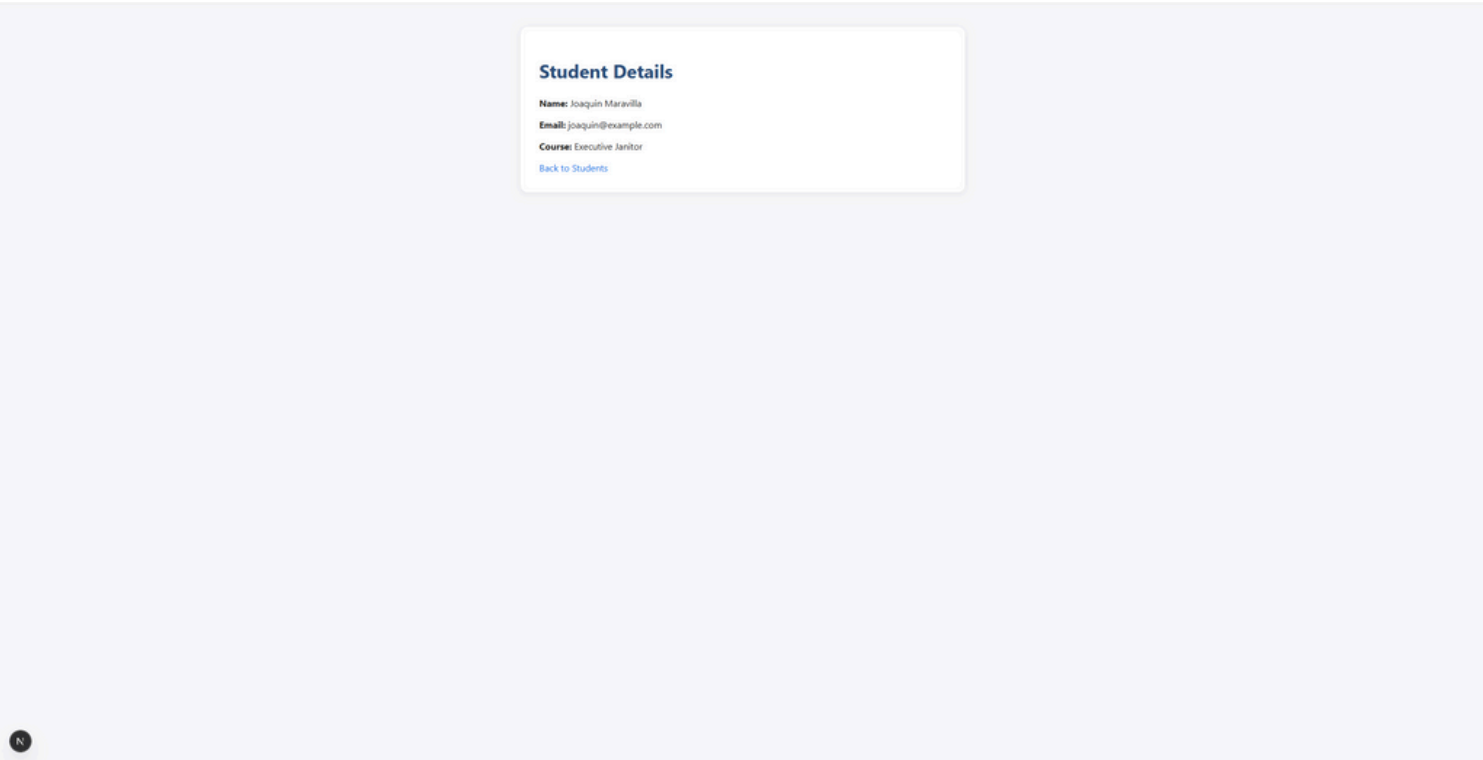 Student Details
Name: Joaquin Maravilla
Email: joaquin@example.com
Course: Executive Janitor
Back to Students
N